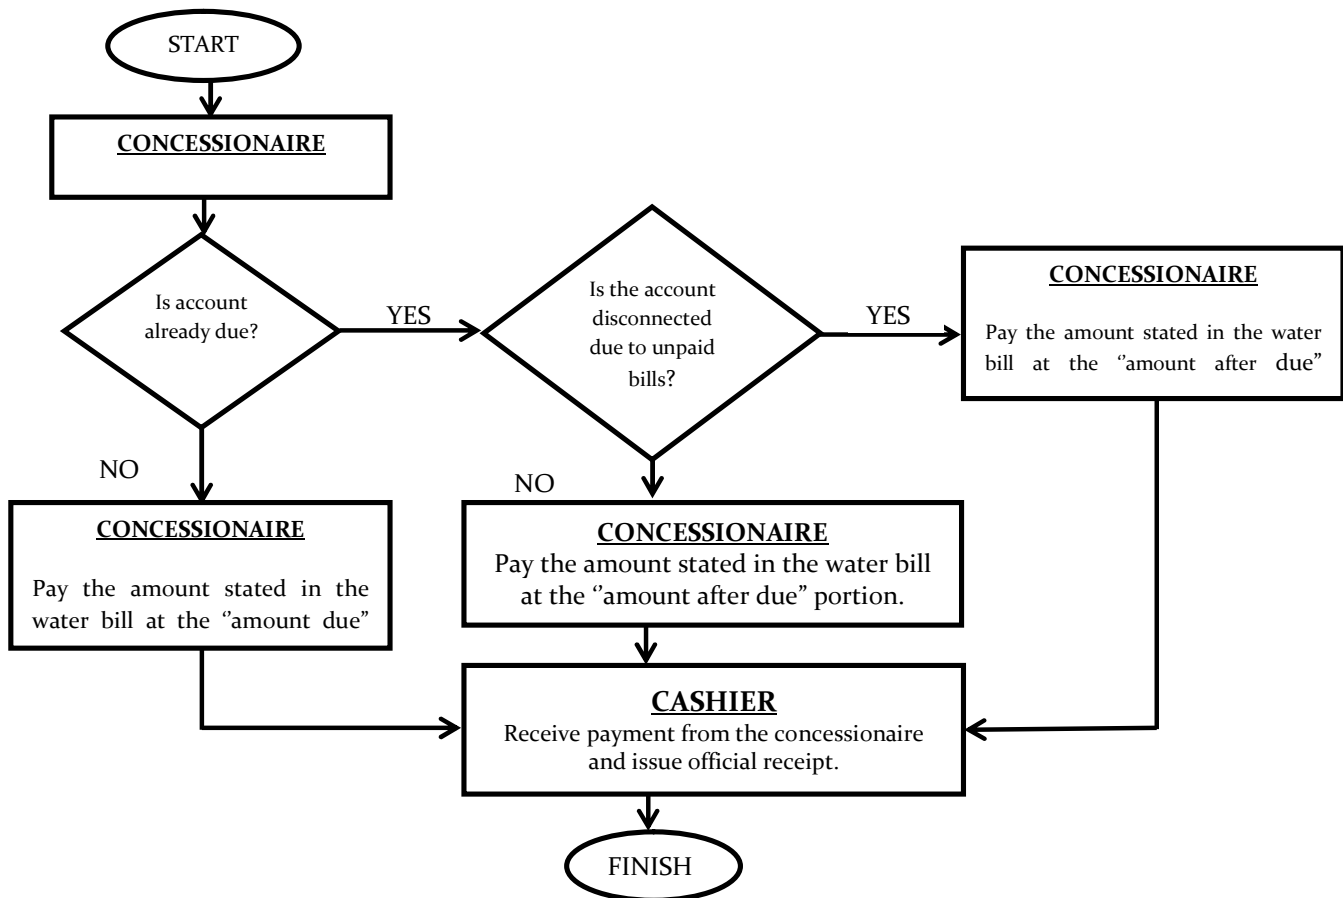 START
CONCESSIONAIRE
Is account
already due?
YES
Is the account
disconnected
due to unpaid
bills?
YES
CONCESSIONAIRE
Pay the amount stated in the water
bill at the “amount after due”
NO
CONCESSIONAIRE
Pay the amount stated in the
water bill at the “amount due”
NO
CONCESSIONAIRE
Pay the amount stated in the water bill
at the “amount after due” portion.
CASHIER
Receive payment from the concessionaire
and issue official receipt.
FINISH